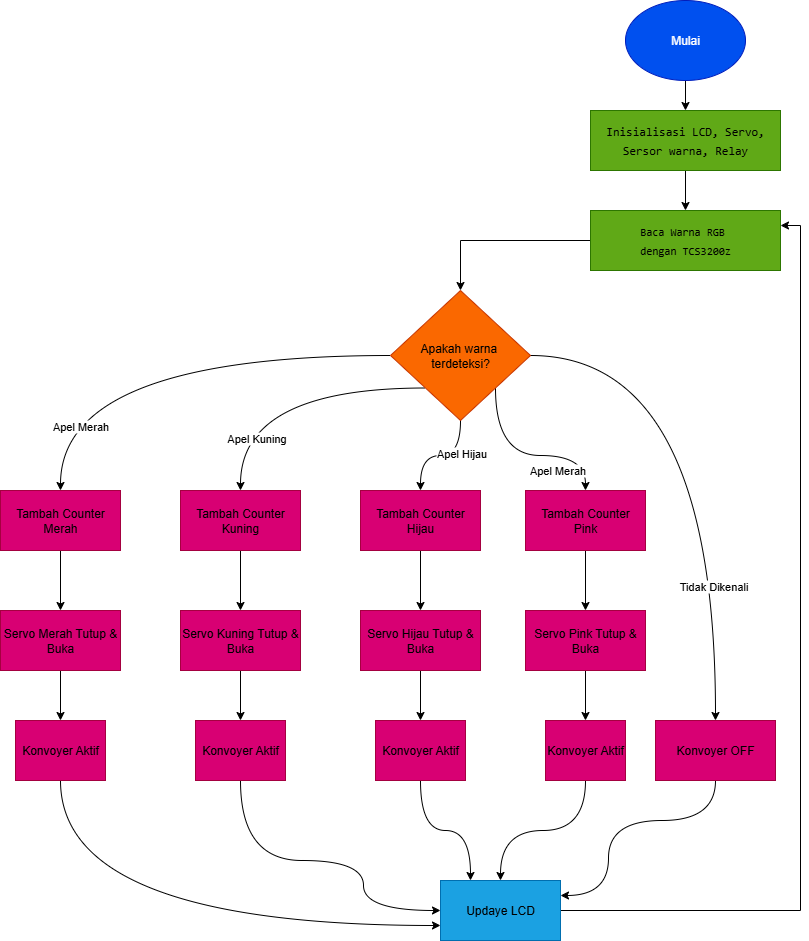 Mulai
Inisialisasi LCD, Servo,
Sersor warna, Relay
Baca Warna RGB
dengan TCS3200z
Apakah warna
terdeteksi?
Apel Merah
Apel Kuning
Apel Hijau
Apel Merah
Tidak Dikenali
Tambah Counter
Merah
Tambah Counter
Kuning
Tambah Counter
Hijau
Tambah Counter
Pink
Servo Merah Tutup &
Buka
Servo Kuning Tutup &
Buka
Servo Hijau Tutup &
Buka
Servo Pink Tutup &
Buka
Konvoyer Aktif
Konvoyer Aktif
Konvoyer Aktif
Konvoyer Aktif
Konvoyer OFF
Updaye LCD